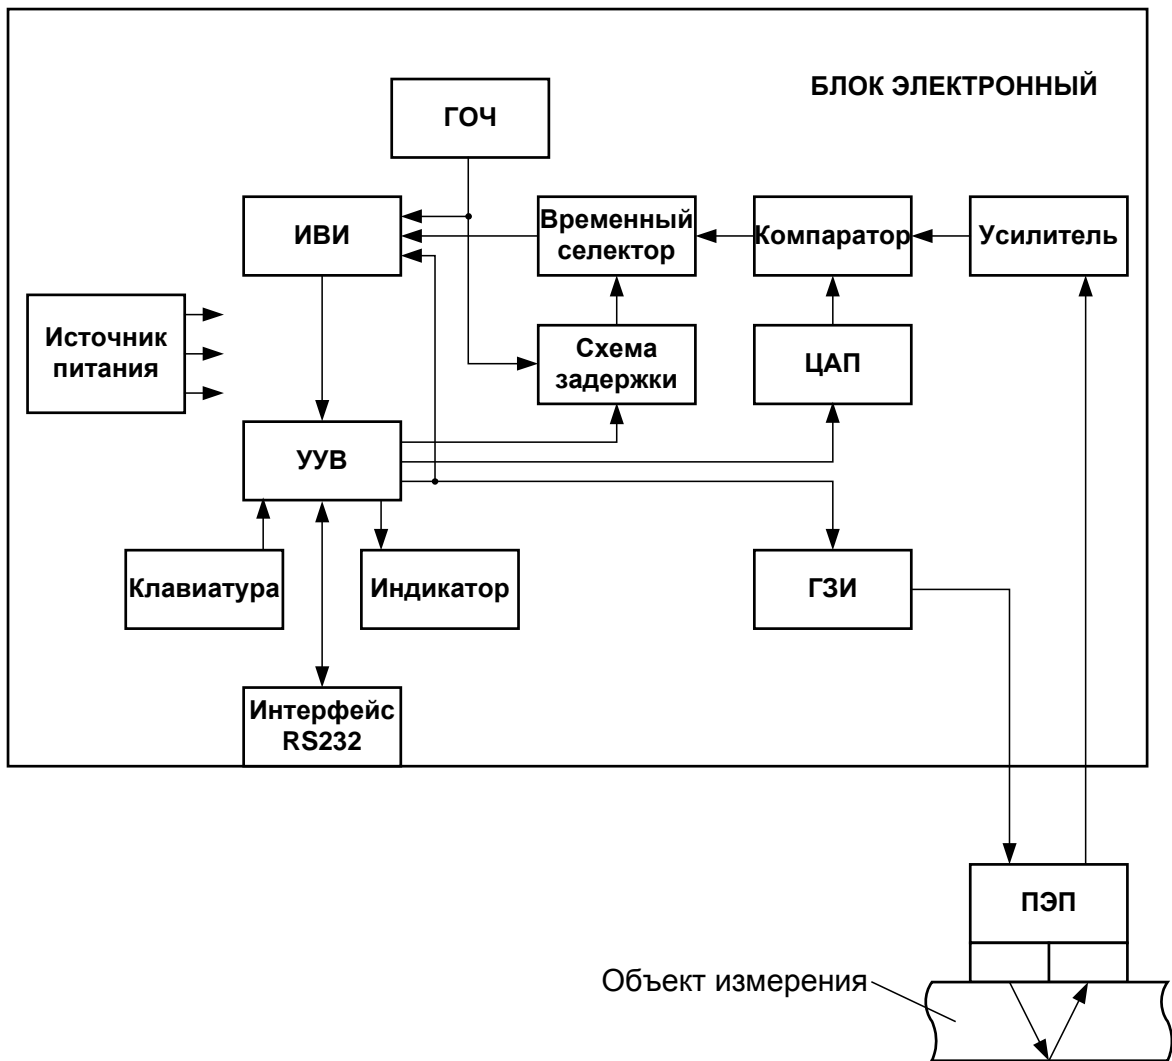 БЛОК ЭЛЕКТРОННЫЙ
ГОЧ
ИВИ
Временный
селектор
Компаратор
Усилитель
Источник
питания
Схема
задержки
ЦАП
УУВ
Клавиатура
Индикатор
ГЗИ
Интерфейс
RS232
ПЭП
Объект измерения